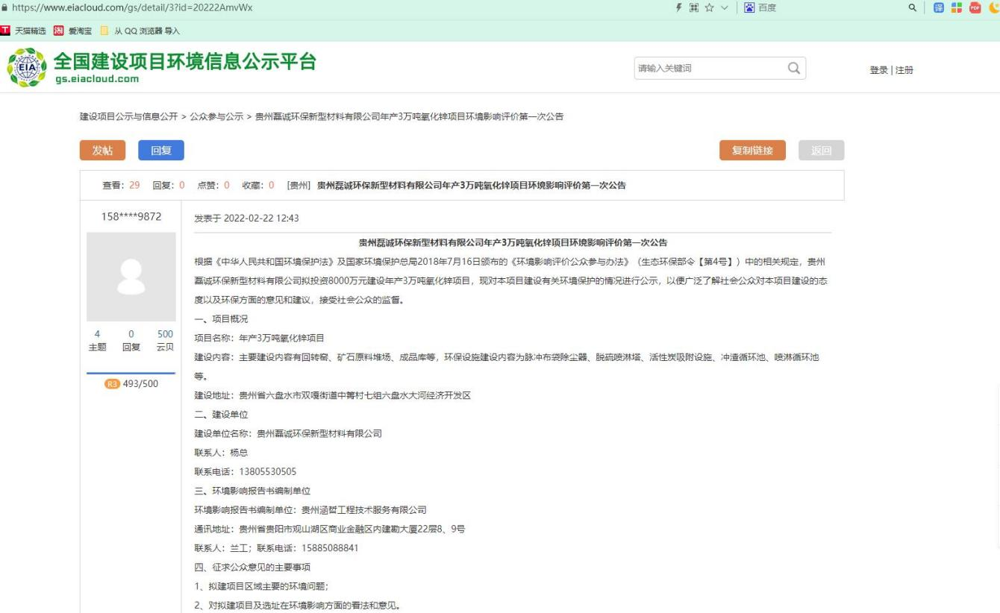 https://www.eiacloud.com/gs/detail/3?id=20222AmvWx
百度
译
PDF
T 天猫精选 淘 爱淘宝 从 QQ 浏览器 导入
EIA
全国建设项目环境信息公示平台
gs.eiacloud.com
请输入关键词
登录 | 注册
建设项目公示与信息公开 > 公众参与公示 > 贵州磊诚环保新型材料有限公司年产3万吨氧化锌项目环境影响评价第一次公告
发帖 回复 复制链接 返回
查看：29 回复：0 点赞：0 收藏：0 [贵州] 贵州磊诚环保新型材料有限公司年产3万吨氧化锌项目环境影响评价第一次公告
158****9872
4 0 500
主题 回复 云贝
R3 493/500
发表于 2022-02-22 12:43
贵州磊诚环保新型材料有限公司年产3万吨氧化锌项目环境影响评价第一次公告
根据《中华人民共和国环境保护法》及国家环境保护总局2018年7月16日颁布的《环境影响评价公众参与办法》（生态环保部令【第4号】）中的相关规定，贵州
磊诚环保新型材料有限公司拟投资8000万元建设年产3万吨氧化锌项目，现对本项目建设有关环境保护的情况进行公示，以便广泛了解社会公众对本项目建设的态
度以及环保方面的意见和建议，接受社会公众的监督。
一、项目概况
项目名称：年产3万吨氧化锌项目
建设内容：主要建设内容有回转窑、矿石原料堆场、成品库等，环保设施建设内容为脉冲布袋除尘器、脱硫喷淋塔、活性炭吸附设施、冲渣循环池、喷淋循环池
等。
建设地址：贵州省六盘水市双嘎街道中箐村七组六盘水大河经济开发区
二、建设单位
建设单位名称：贵州磊诚环保新型材料有限公司
联系人：杨总
联系电话：13805530505
三、环境影响报告书编制单位
环境影响报告书编制单位：贵州涵哲工程技术服务有限公司
通讯地址：贵州省贵阳市观山湖区商业金融区内建勘大厦22层8、9号
联系人：兰工；联系电话：15885088841
四、征求公众意见的主要事项
1、拟建项目区域主要的环境问题；
2、对拟建项目及选址在环境影响方面的看法和意见。